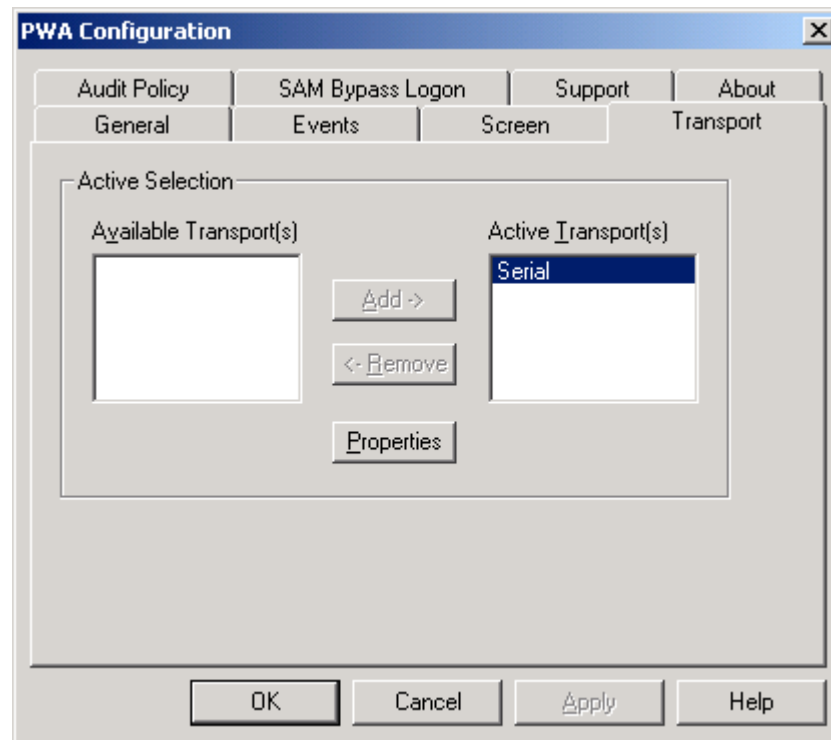 PWA Configuration
Audit Policy SAM Bypass Logon Support About
General Events Screen Transport
Active Selection
Available Transport(s) Active Transport(s)
Serial
Add ->
<- Remove
Properties
OK Cancel Apply Help